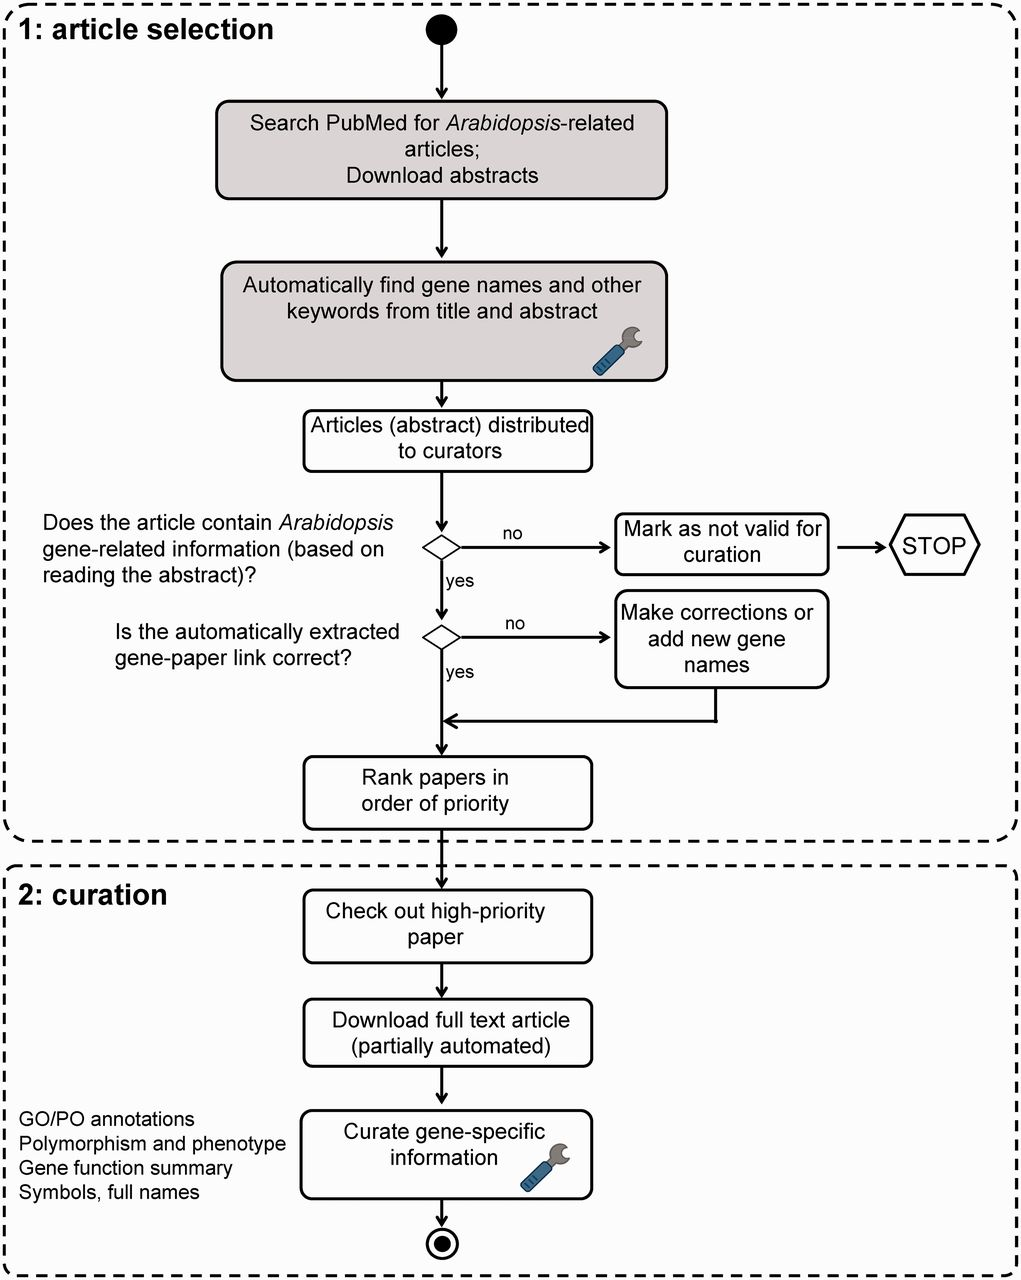 1: article selection
Search PubMed for Arabidopsis-related
articles;
Download abstracts
Automatically find gene names and other
keywords from title and abstract
Articles (abstract) distributed
to curators
Does the article contain Arabidopsis
gene-related information (based on
reading the abstract)?
no
Mark as not valid for
curation
STOP
yes
Is the automatically extracted
gene-paper link correct?
no
Make corrections or
add new gene
names
yes
Rank papers in
order of priority
2: curation
Check out high-priority
paper
Download full text article
(partially automated)
GO/PO annotations
Polymorphism and phenotype
Gene function summary
Symbols, full names
Curate gene-specific
information